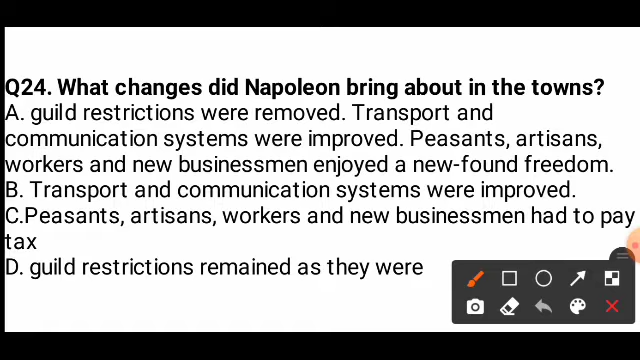 Q24. What changes did Napoleon bring about in the towns?
A. guild restrictions were removed. Transport and
communication systems were improved. Peasants, artisans,
workers and new businessmen enjoyed a new-found freedom.
B. Transport and communication systems were improved.
C.Peasants, artisans, workers and new businessmen had to pay
tax
D. guild restrictions remained as they were